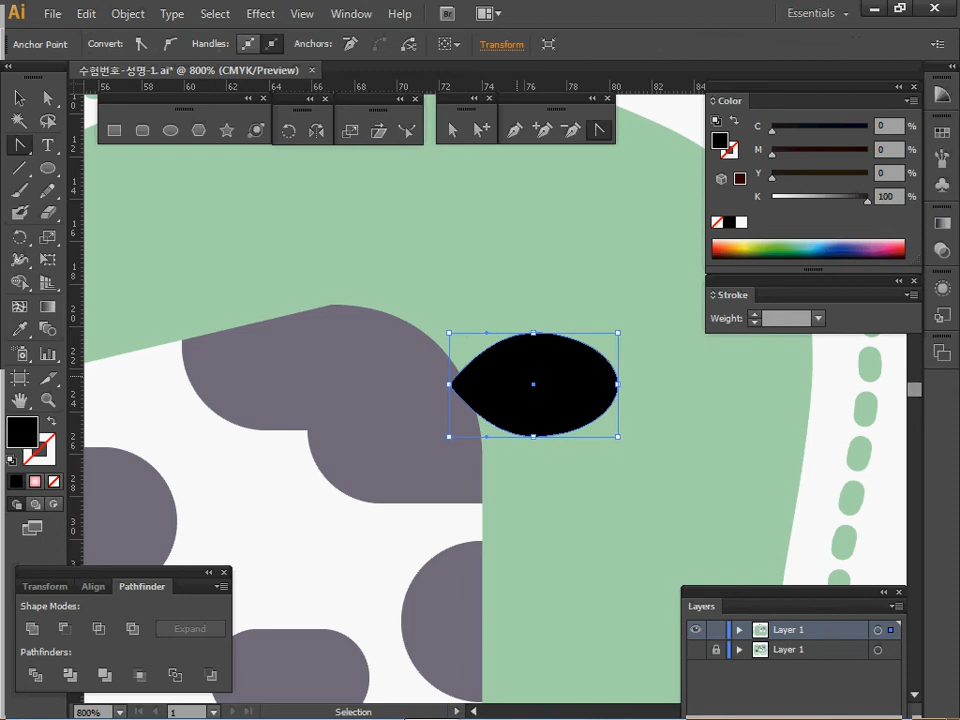 Ai File Edit Object Type Select Effect View Window Help Br Essentials
Anchor Point Convert: Handles: Anchors: Transform
수험번호-성명-1.ai* @ 800% (CMYK/Preview)
56 58 60 62 64 66 68 70 72 74 76 78 80 82 84
Color
C 0 %
M 0 %
Y 0 %
K 100 %
Stroke
Weight:
Transform Align Pathfinder
Shape Modes:
Expand
Pathfinders:
Layers
Layer 1
Layer 1
800% 1 Selection